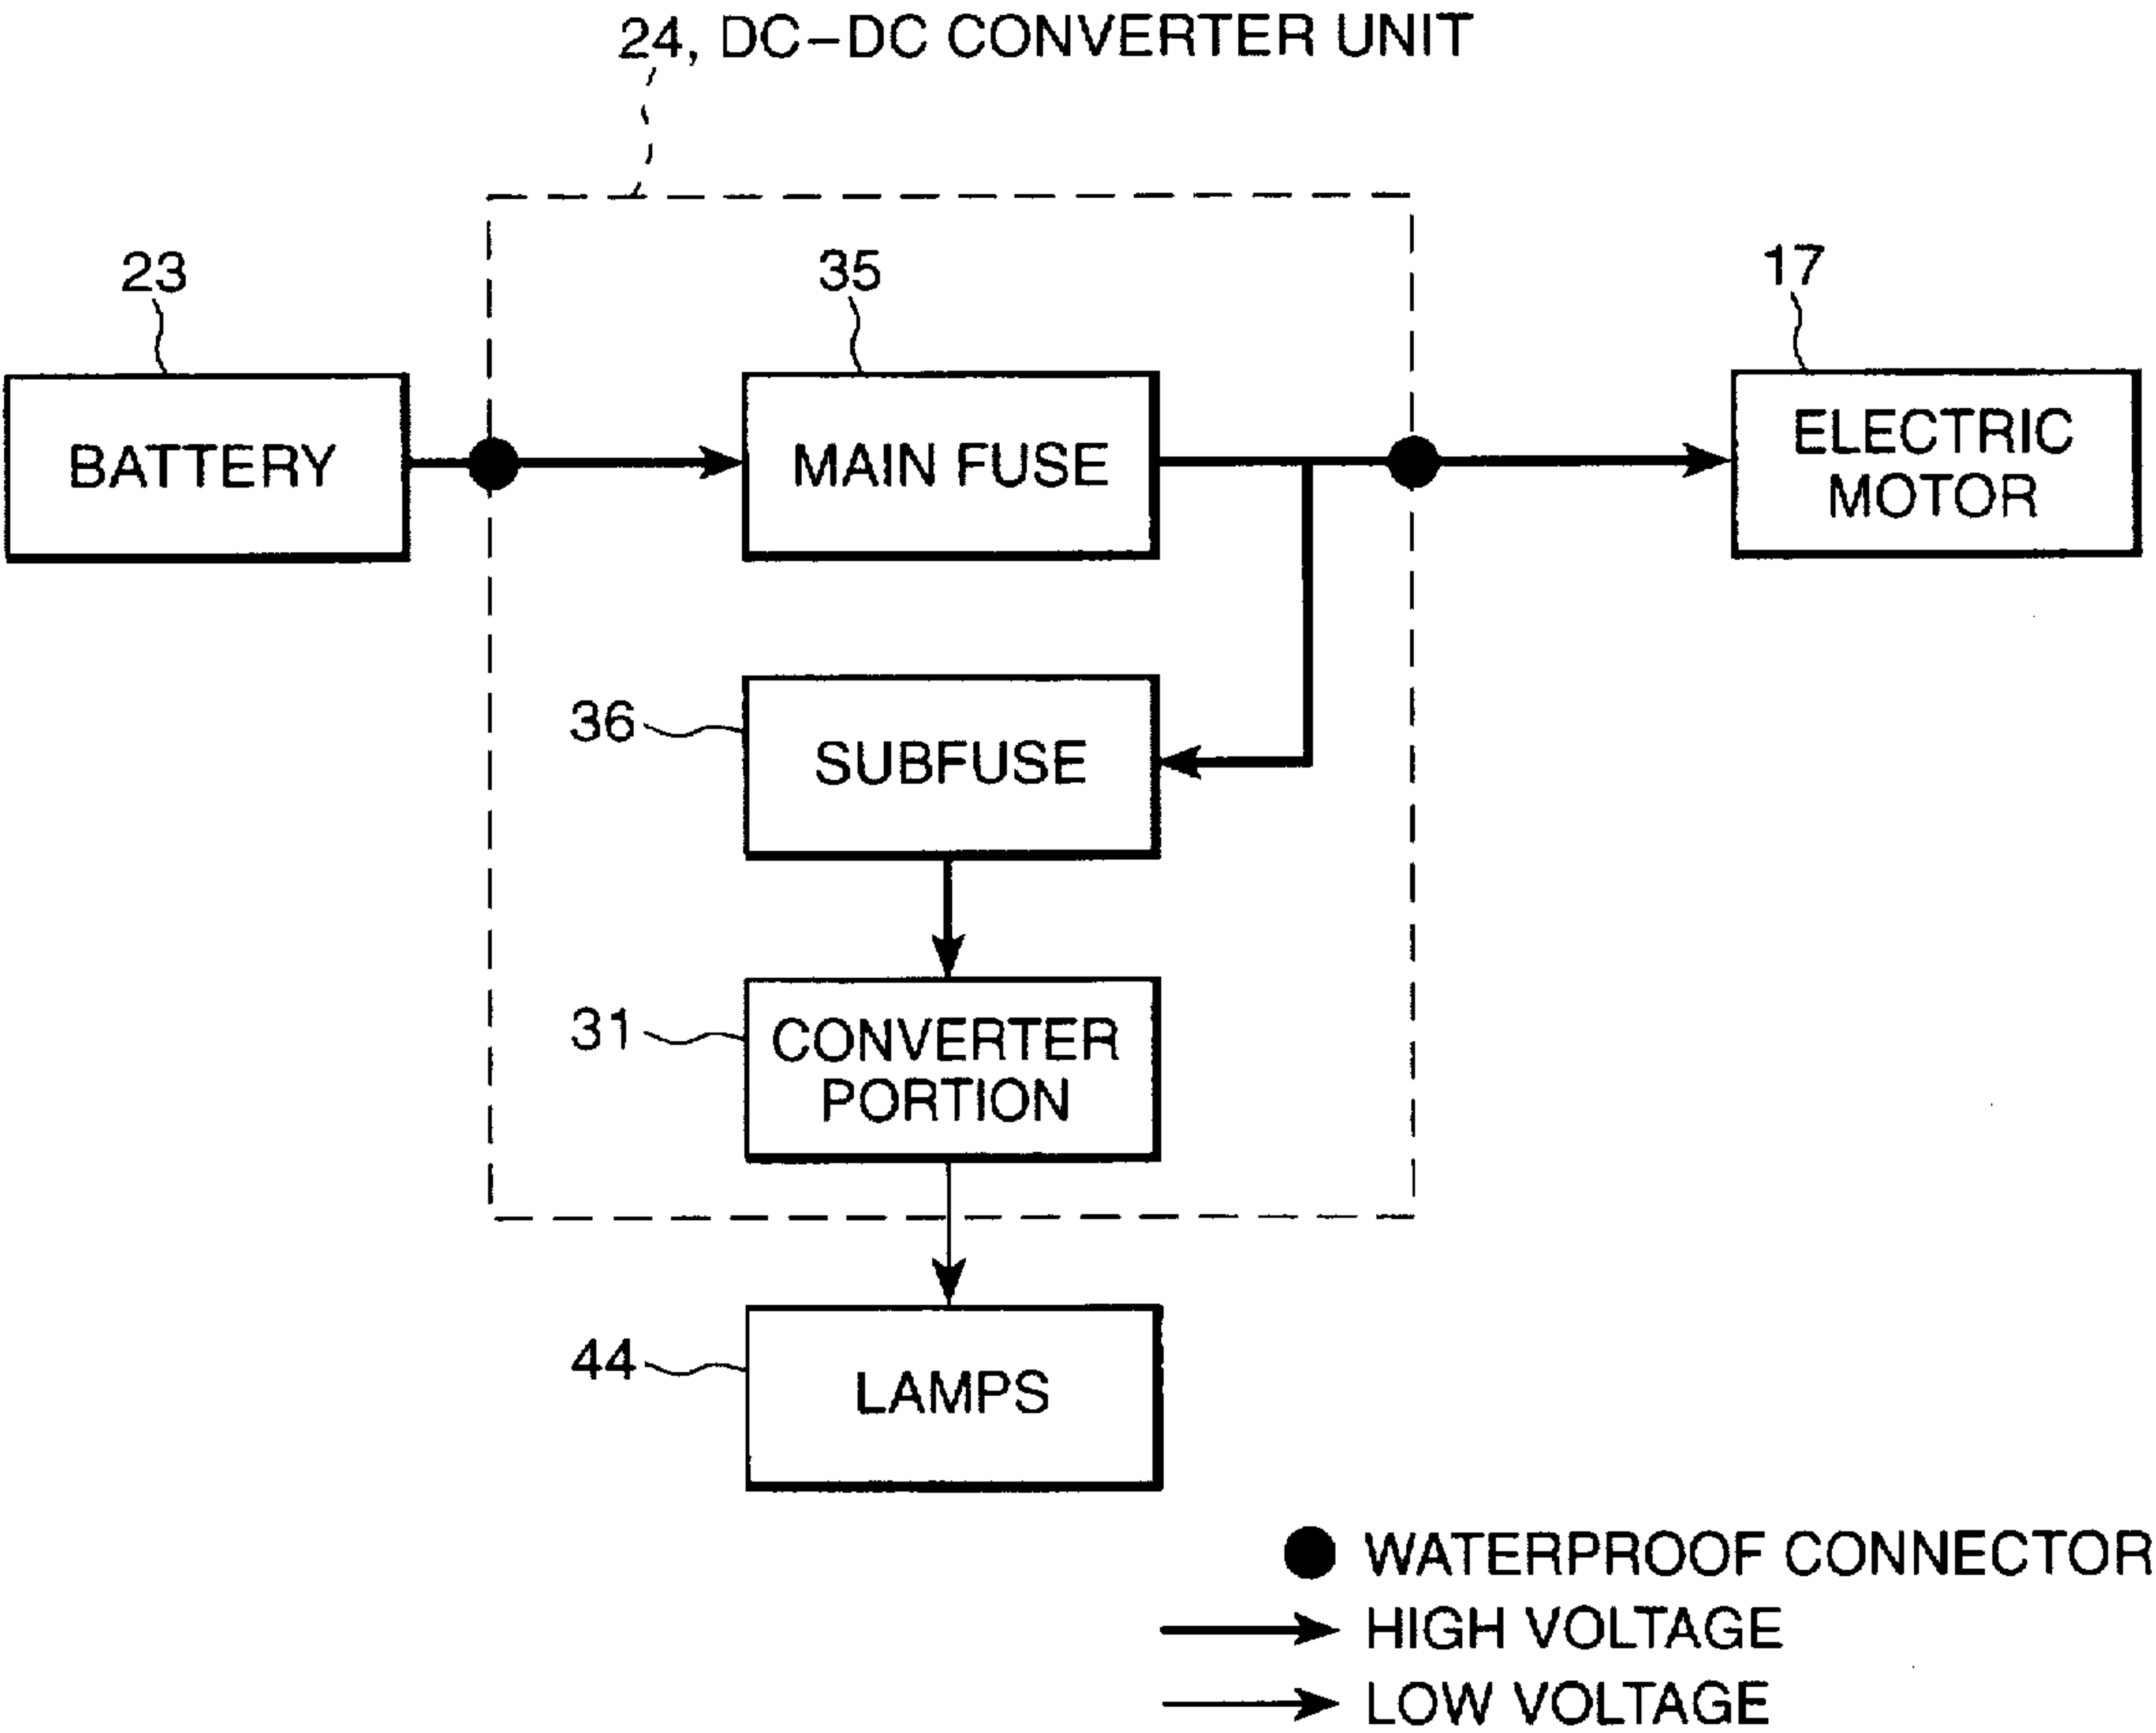 24, DC-DC CONVERTER UNIT
23
35
17
BATTERY
MAIN FUSE
ELECTRIC
MOTOR
36
SUBFUSE
31
CONVERTER
PORTION
44
LAMPS
WATERPROOF CONNECTOR
HIGH VOLTAGE
LOW VOLTAGE